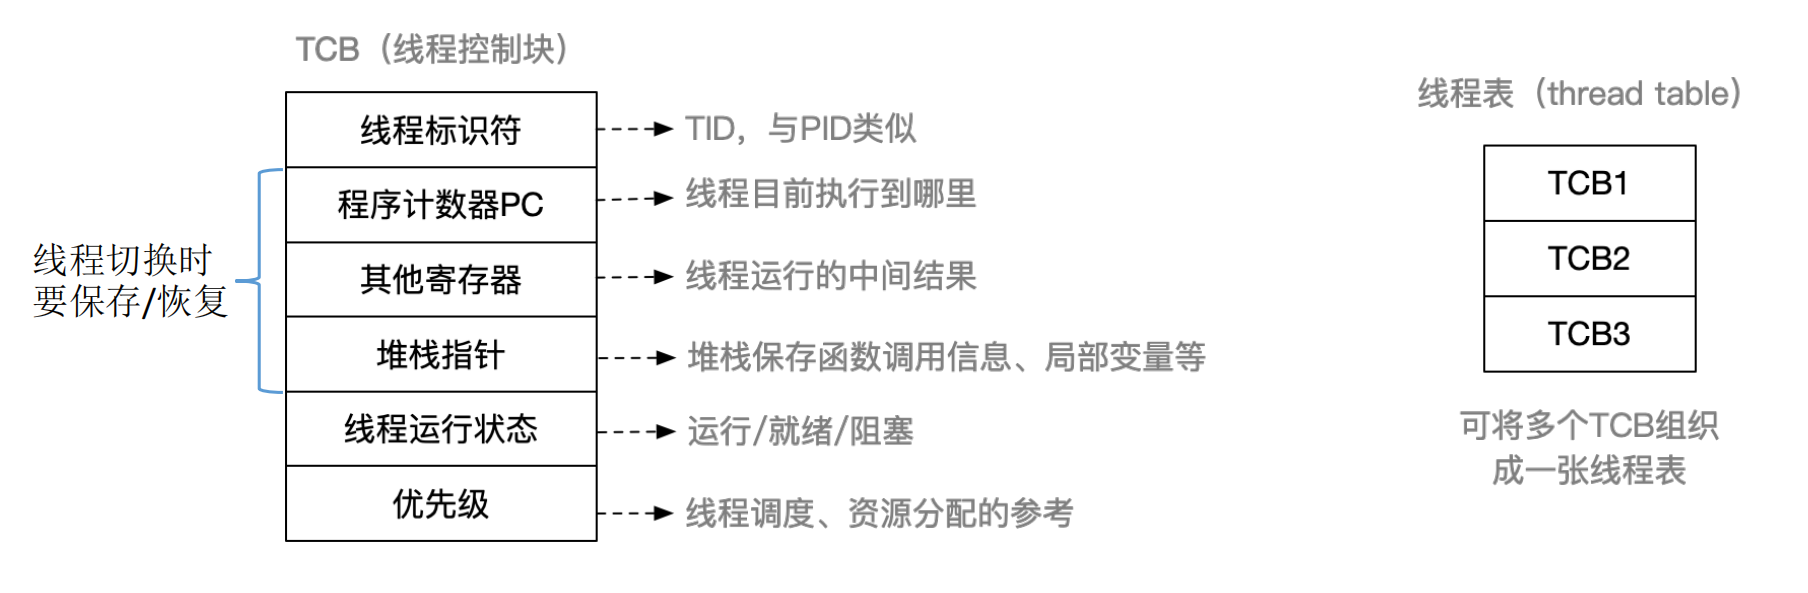 TCB（线程控制块）
线程标识符
TID，与PID类似
程序计数器PC
线程目前执行到哪里
其他寄存器
线程运行的中间结果
堆栈指针
堆栈保存函数调用信息、局部变量等
线程运行状态
运行/就绪/阻塞
优先级
线程调度、资源分配的参考
线程切换时
要保存/恢复
线程表（thread table）
TCB1
TCB2
TCB3
可将多个TCB组织
成一张线程表